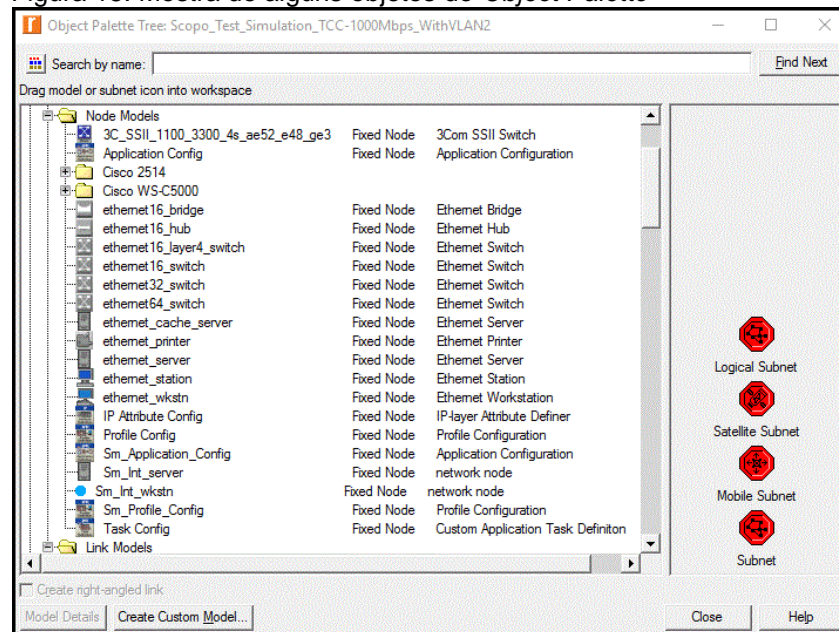 Figura 10: Mostra de alguns objetos do Object Palette
Object Palette Tree: Scopo_Test_Simulation_TCC-1000Mbps_WithVLAN2
Search by name:
Find Next
Drag model or subnet icon into workspace
Node Models
3C_SSII_1100_3300_4s_ae52_e48_ge3 Fixed Node 3Com SSII Switch
Application Config Fixed Node Application Configuration
Cisco 2514
Cisco WS-C5000
ethernet16_bridge Fixed Node Ethernet Bridge
ethernet16_hub Fixed Node Ethernet Hub
ethernet16_layer4_switch Fixed Node Ethernet Switch
ethernet16_switch Fixed Node Ethernet Switch
ethernet32_switch Fixed Node Ethernet Switch
ethernet64_switch Fixed Node Ethernet Switch
ethernet_cache_server Fixed Node Ethernet Server
ethernet_printer Fixed Node Ethernet Printer
ethernet_server Fixed Node Ethernet Server
ethernet_station Fixed Node Ethernet Station
ethernet_wkstn Fixed Node Ethernet Workstation
IP Attribute Config Fixed Node IP-layer Attribute Definer
Profile Config Fixed Node Profile Configuration
Sm_Application_Config Fixed Node Application Configuration
Sm_Int_server Fixed Node network node
Sm_Int_wkstn Fixed Node network node
Sm_Profile_Config Fixed Node Profile Configuration
Task Config Fixed Node Custom Application Task Definiton
Link Models
Logical Subnet
Satellite Subnet
Mobile Subnet
Subnet
Create right-angled link
Model Details
Create Custom Model...
Close
Help